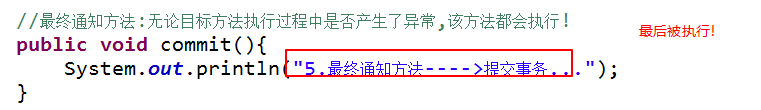 //最终通知方法:无论目标方法执行过程中是否产生了异常,该方法都会执行!
最后被执行!
public void commit(){
System.out.println("5.最终通知方法---->提交事务...");
}